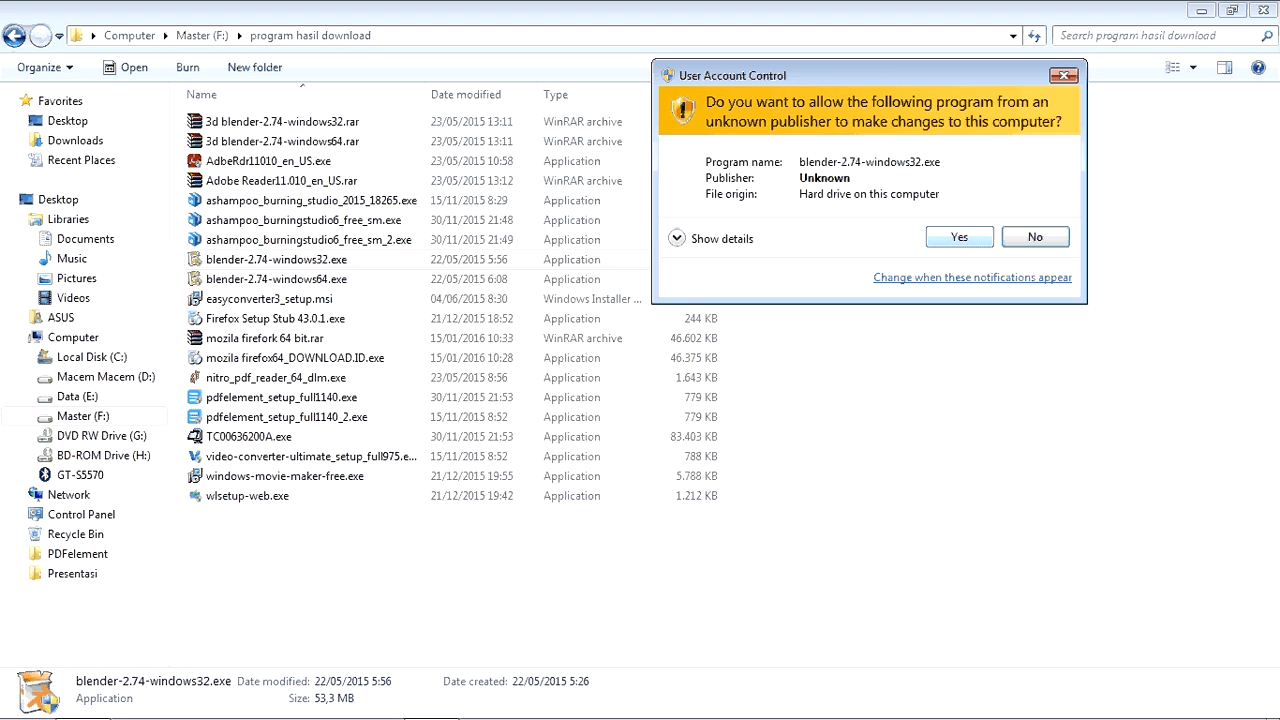 Computer Master (F:) program hasil download
Search program hasil download
Organize Open Burn New folder
Name Date modified Type
Favorites
Desktop
Downloads
Recent Places
Desktop
Libraries
Documents
Music
Pictures
Videos
ASUS
Computer
Local Disk (C:)
Macem Macem (D:)
Data (E:)
Master (F:)
DVD RW Drive (G:)
BD-ROM Drive (H:)
GT-S5570
Network
Control Panel
Recycle Bin
PDFelement
Presentasi
3d blender-2.74-windows32.rar 23/05/2015 13:11 WinRAR archive
3d blender-2.74-windows64.rar 23/05/2015 13:11 WinRAR archive
AdbeRdr11010_en_US.exe 23/05/2015 10:58 Application
Adobe Reader11.010_en_US.rar 23/05/2015 13:12 WinRAR archive
ashampoo_burning_studio_2015_18265.exe 15/11/2015 8:29 Application
ashampoo_burningstudio6_free_sm.exe 30/11/2015 21:48 Application
ashampoo_burningstudio6_free_sm_2.exe 30/11/2015 21:49 Application
blender-2.74-windows32.exe 22/05/2015 5:56 Application
blender-2.74-windows64.exe 22/05/2015 6:08 Application
easyconverter3_setup.msi 04/06/2015 8:30 Windows Installer ...
Firefox Setup Stub 43.0.1.exe 21/12/2015 18:52 Application 244 KB
mozila firefork 64 bit.rar 15/01/2016 10:33 WinRAR archive 46.602 KB
mozilla firefox64_DOWNLOAD.ID.exe 15/01/2016 10:28 Application 46.375 KB
nitro_pdf_reader_64_dlm.exe 23/05/2015 8:56 Application 1.643 KB
pdfelement_setup_full1140.exe 30/11/2015 21:53 Application 779 KB
pdfelement_setup_full1140_2.exe 15/11/2015 8:52 Application 779 KB
TC00636200A.exe 30/11/2015 21:53 Application 83.403 KB
video-converter-ultimate_setup_full975.e... 15/11/2015 8:52 Application 788 KB
windows-movie-maker-free.exe 21/12/2015 19:55 Application 5.788 KB
wlsetup-web.exe 21/12/2015 19:42 Application 1.212 KB
User Account Control
Do you want to allow the following program from an
unknown publisher to make changes to this computer?
Program name: blender-2.74-windows32.exe
Publisher: Unknown
File origin: Hard drive on this computer
Show details Yes No
Change when these notifications appear
blender-2.74-windows32.exe Date modified: 22/05/2015 5:56 Date created: 22/05/2015 5:26
Application Size: 53,3 MB